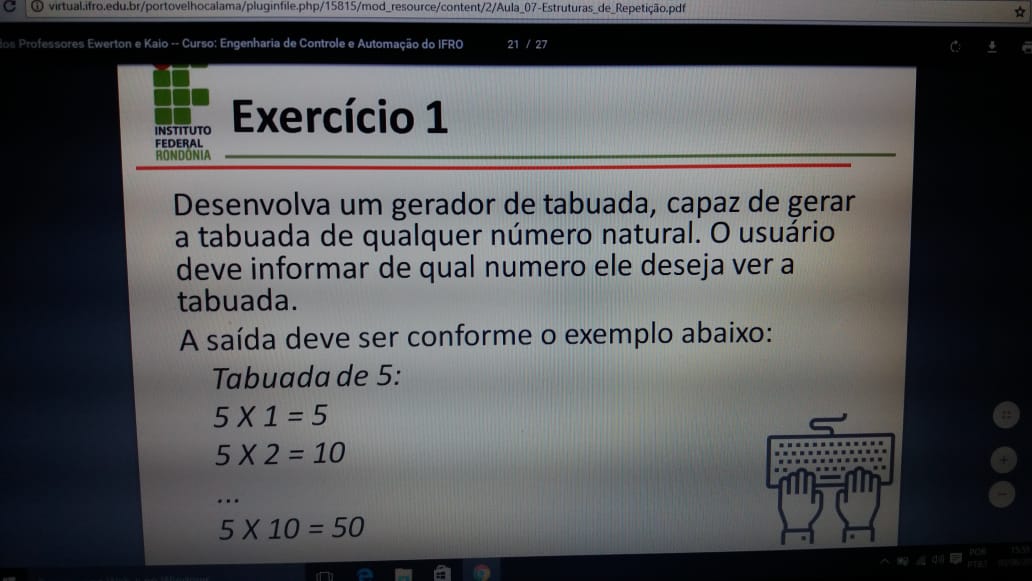 virtual.ifro.edu.br/portovelhocalama/pluginfile.php/15815/mod_resource/content/2/Aula_07-Estruturas_de_Repetição.pdf
los Professores Ewerton e Kaio -- Curso: Engenharia de Controle e Automação do IFRO 21 / 27
INSTITUTO
FEDERAL
RONDÔNIA
Exercício 1
Desenvolva um gerador de tabuada, capaz de gerar
a tabuada de qualquer número natural. O usuário
deve informar de qual numero ele deseja ver a
tabuada.
A saída deve ser conforme o exemplo abaixo:
Tabuada de 5:
5 X 1 = 5
5 X 2 = 10
...
5 X 10 = 50
POR
PTB2